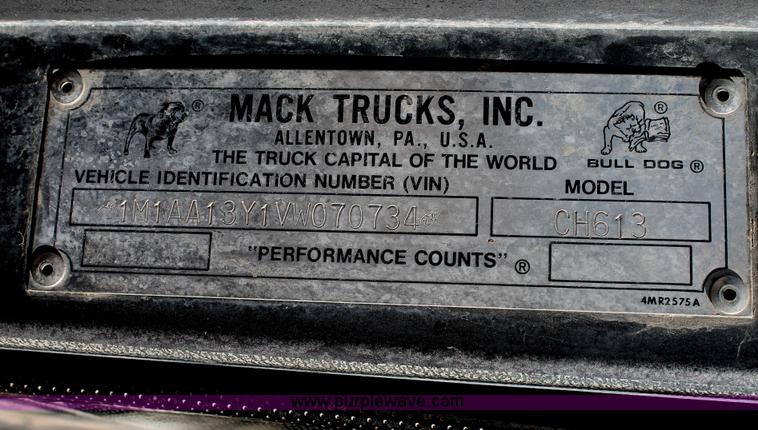 MACK TRUCKS, INC.
ALLENTOWN, PA., U.S.A.
THE TRUCK CAPITAL OF THE WORLD
BULL DOG ®
VEHICLE IDENTIFICATION NUMBER (VIN)
MODEL
1M1AA13Y1VW070734
CH613
"PERFORMANCE COUNTS" ®
4MR2575A
www.purplewave.com